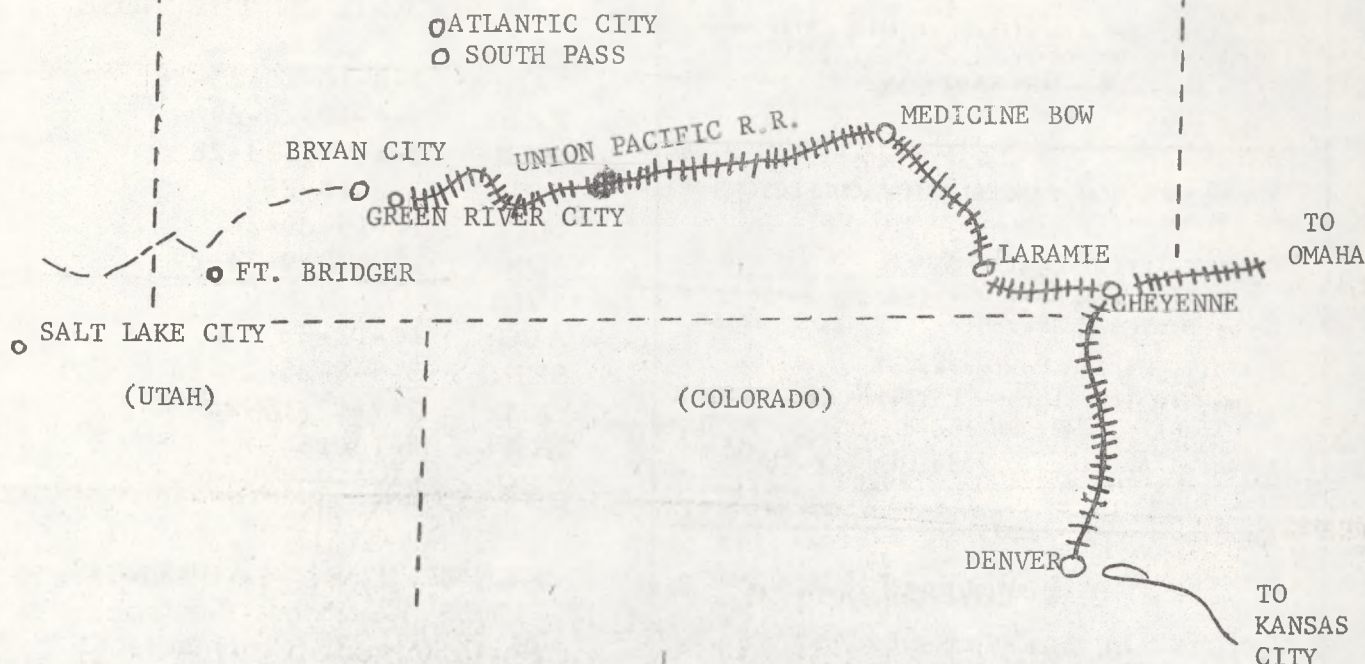 ATLANTIC CITY
SOUTH PASS
MEDICINE BOW
UNION PACIFIC R.R.
BRYAN CITY
GREEN RIVER CITY
TO
OMAHA
LARAMIE
FT. BRIDGER
CHEYENNE
SALT LAKE CITY
(UTAH)
(COLORADO)
DENVER
TO
KANSAS
CITY